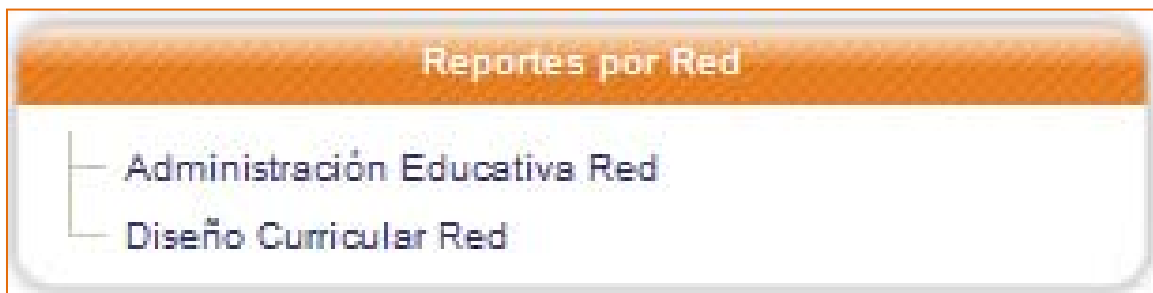 Reportes por Red
Administración Educativa Red
Diseño Curricular Red